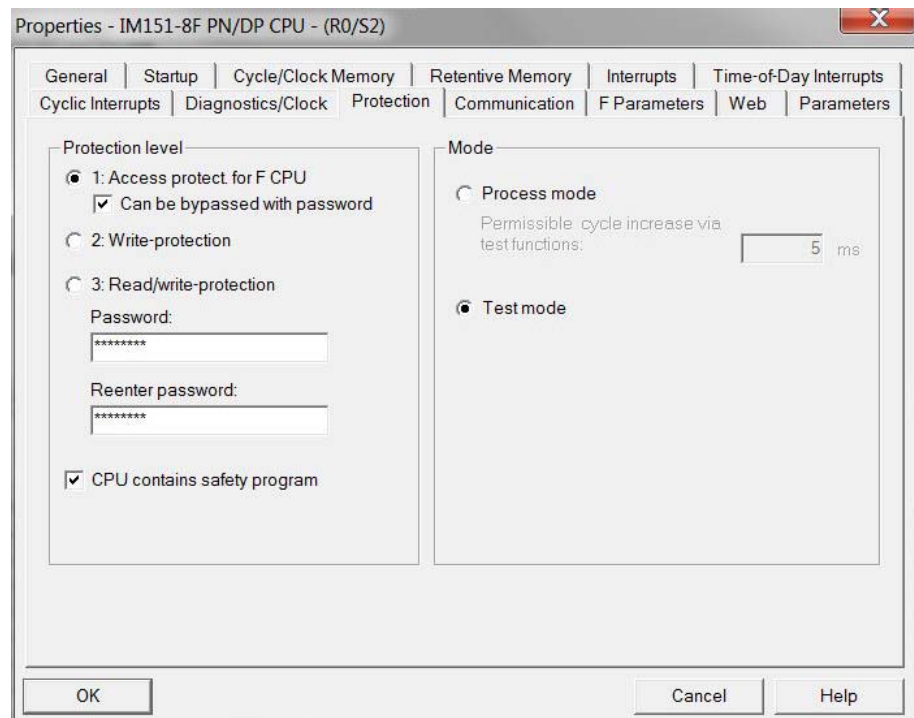 Properties - IM151-8F PN/DP CPU - (R0/S2)
X
General
Startup
Cycle/Clock Memory
Retentive Memory
Interrupts
Time-of-Day Interrupts
Cyclic Interrupts
Diagnostics/Clock
Protection
Communication
F Parameters
Web
Parameters
Protection level
1: Access protect. for F CPU
Can be bypassed with password
2: Write-protection
3: Read/write-protection
Password:
********
Reenter password:
********
CPU contains safety program
Mode
Process mode
Permissible cycle increase via
test functions:
5 ms
Test mode
OK
Cancel
Help